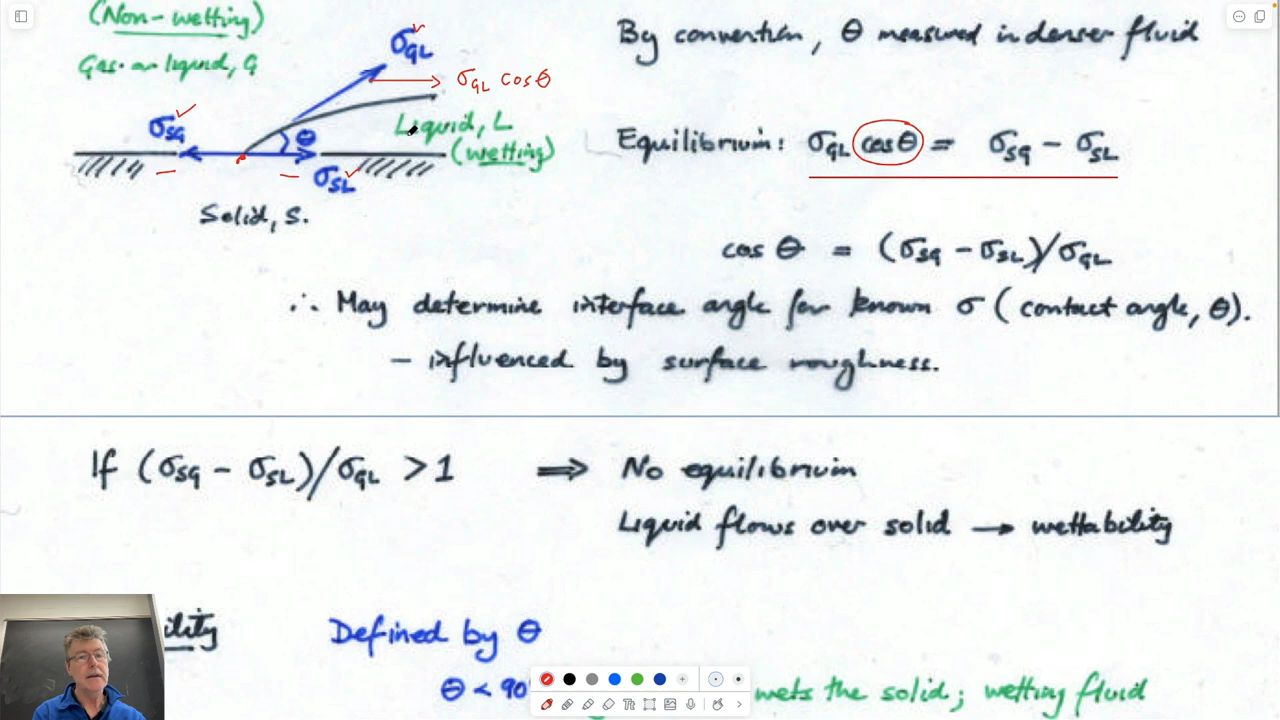 (Non-wetting)
Gas or liquid, G
σGL
σGL cosθ
σSG
θ
Liquid, L
(wetting)
σSL
Solid, S.
By convention, θ measured in denser fluid
Equilibrium: σGL cosθ = σSG - σSL
cos θ = (σSG - σSL)/σGL
∴ May determine interface angle for known σ (contact angle, θ).
- influenced by surface roughness.
If (σSG - σSL)/σGL > 1 ⟹ No equilibrium
Liquid flows over solid → wettability
Defined by θ
θ < 90° wets the solid; wetting fluid